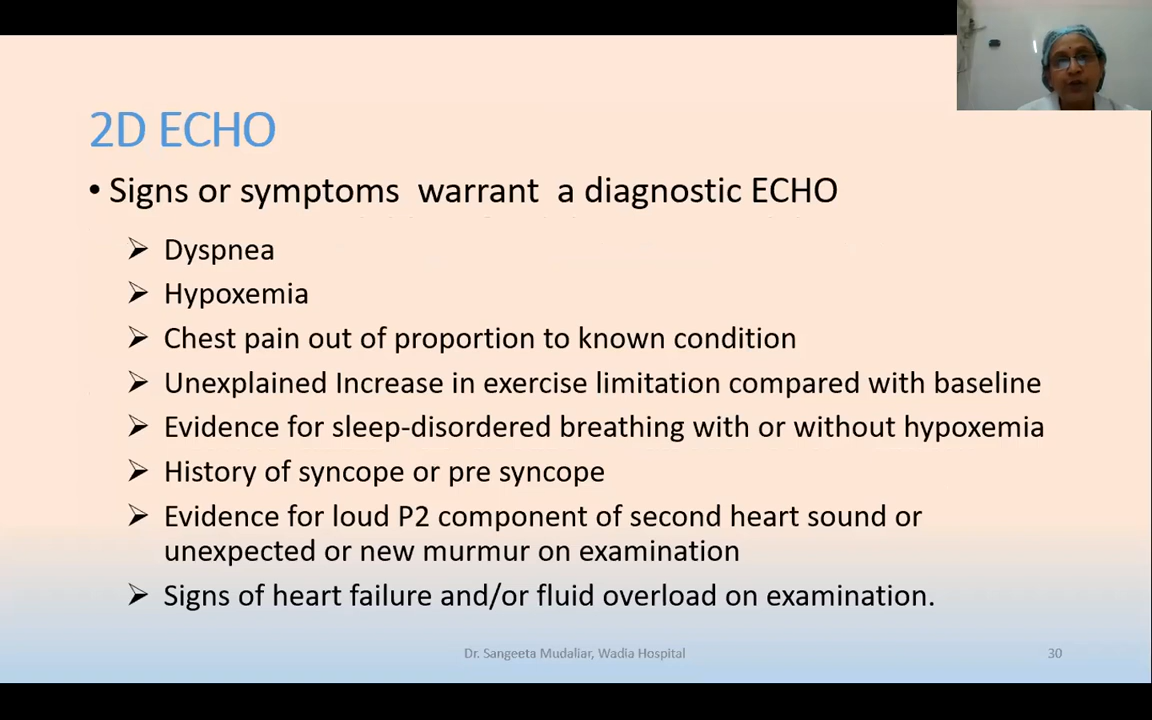 2D ECHO
• Signs or symptoms warrant a diagnostic ECHO
➢ Dyspnea
➢ Hypoxemia
➢ Chest pain out of proportion to known condition
➢ Unexplained Increase in exercise limitation compared with baseline
➢ Evidence for sleep-disordered breathing with or without hypoxemia
➢ History of syncope or pre syncope
➢ Evidence for loud P2 component of second heart sound or
unexpected or new murmur on examination
➢ Signs of heart failure and/or fluid overload on examination.
Dr. Sangeeta Mudaliar, Wadia Hospital
30